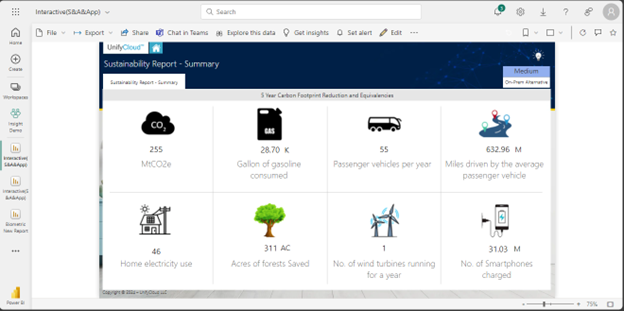 Interactive(S&A&App)
Search
5
File
Export
Share
Chat in Teams
Explore this data
Get insights
Set alert
Edit
Home
Create
Workspaces
Insight
Demo
Interactive(
S&A&App)
Interactive(S
&A&App)
Biometric
New Report
Power BI
UnifyCloud
Sustainability Report - Summary
Sustainability Report - Summary
Medium
On-Prem Alternative
5 Year Carbon Footprint Reduction and Equivalencies
CO2
255
MtCO2e
GAS
28.70 K
Gallon of gasoline
consumed
55
Passenger vehicles per year
632.96 M
Miles driven by the average
passenger vehicle
46
Home electricity use
311 AC
Acres of forests Saved
1
No. of wind turbines running
for a year
31.03 M
No. of Smartphones
charged
UnifyCloud LLC
75%